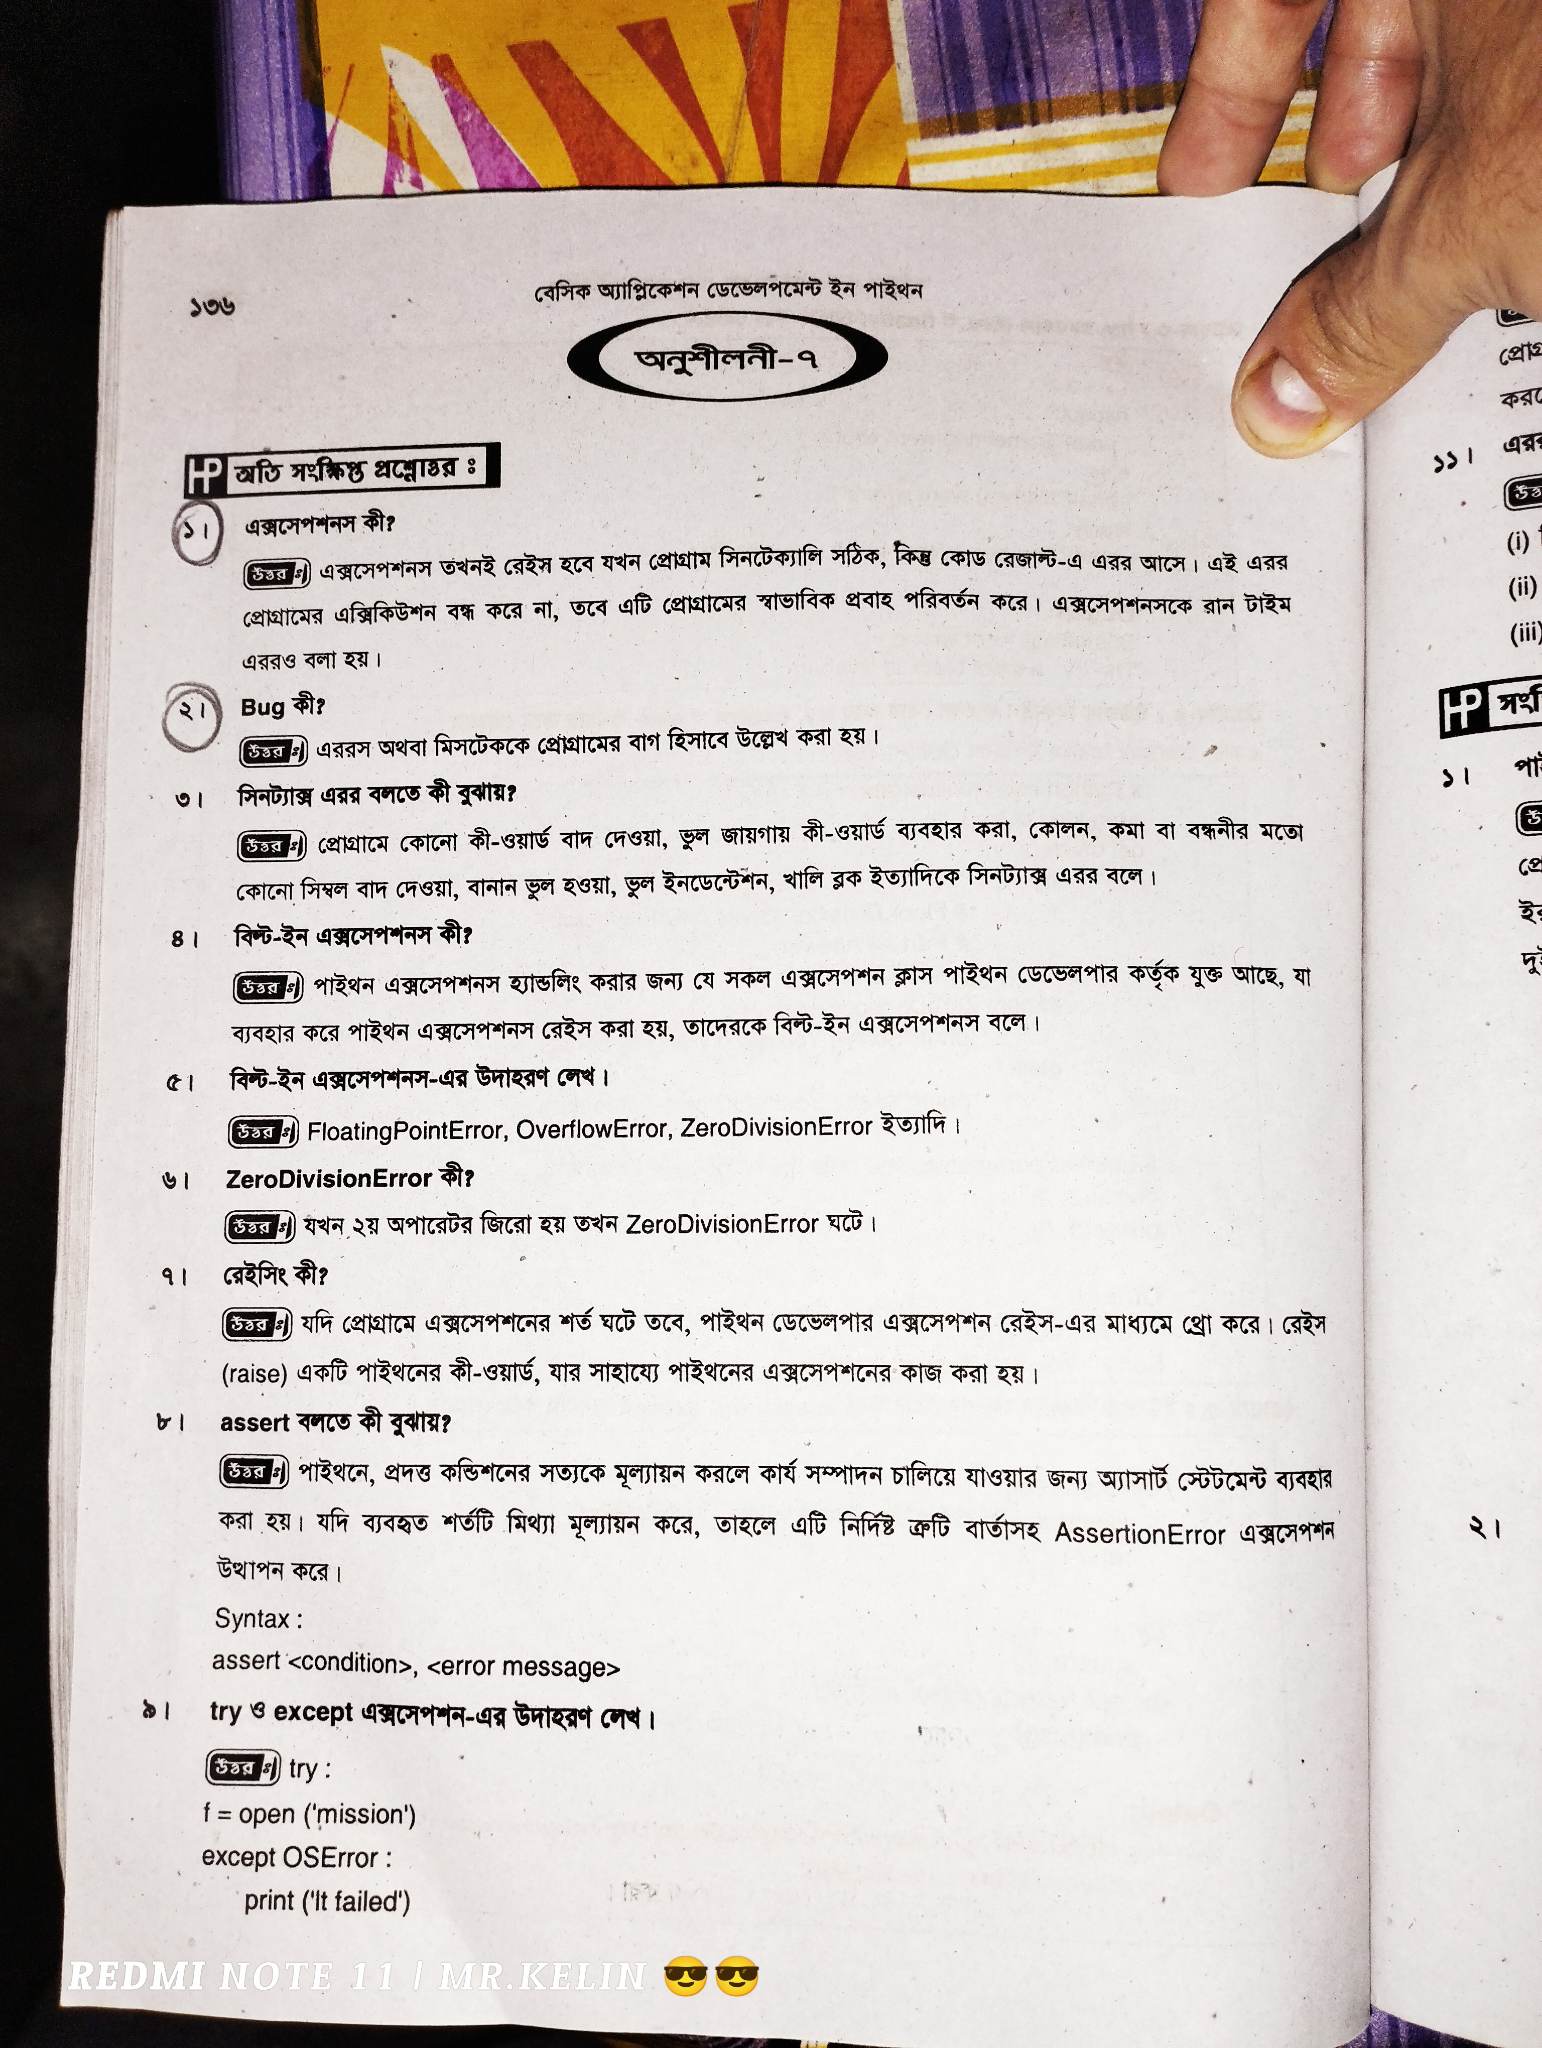 ১৩৬
বেসিক অ্যাপ্লিকেশন ডেভেলপমেন্ট ইন পাইথন
অনুশীলনী-৭
HP অতি সংক্ষিপ্ত প্রশ্নোত্তর ঃ
১। এক্সসেপশনস কী?
উত্তর ঃ এক্সসেপশনস তখনই রেইস হবে যখন প্রোগ্রাম সিনটেক্যালি সঠিক, কিন্তু কোড রেজাল্ট-এ এরর আসে। এই এরর
প্রোগ্রামের এক্সিকিউশন বন্ধ করে না, তবে এটি প্রোগ্রামের স্বাভাবিক প্রবাহ পরিবর্তন করে। এক্সসেপশনসকে রান টাইম
এররও বলা হয়।
২। Bug কী?
উত্তর ঃ এররস অথবা মিসটেককে প্রোগ্রামের বাগ হিসাবে উল্লেখ করা হয়।
৩। সিনট্যাক্স এরর বলতে কী বুঝায়?
উত্তর ঃ প্রোগ্রামে কোনো কী-ওয়ার্ড বাদ দেওয়া, ভুল জায়গায় কী-ওয়ার্ড ব্যবহার করা, কোলন, কমা বা বন্ধনীর মতো
কোনো সিম্বল বাদ দেওয়া, বানান ভুল হওয়া, ভুল ইনডেন্টেশন, খালি ব্লক ইত্যাদিকে সিনট্যাক্স এরর বলে।
৪। বিল্ট-ইন এক্সসেপশনস কী?
উত্তর ঃ পাইথন এক্সসেপশনস হ্যান্ডলিং করার জন্য যে সকল এক্সসেপশন ক্লাস পাইথন ডেভেলপার কর্তৃক যুক্ত আছে, যা
ব্যবহার করে পাইথন এক্সসেপশনস রেইস করা হয়, তাদেরকে বিল্ট-ইন এক্সসেপশনস বলে।
৫। বিল্ট-ইন এক্সসেপশনস-এর উদাহরণ লেখ।
উত্তর ঃ FloatingPointError, OverflowError, ZeroDivisionError ইত্যাদি।
৬। ZeroDivisionError কী?
উত্তর ঃ যখন ২য় অপারেটর জিরো হয় তখন ZeroDivisionError ঘটে।
৭। রেইসিং কী?
উত্তর ঃ যদি প্রোগ্রামে এক্সসেপশনের শর্ত ঘটে তবে, পাইথন ডেভেলপার এক্সসেপশন রেইস-এর মাধ্যমে থ্রো করে। রেইস
(raise) একটি পাইথনের কী-ওয়ার্ড, যার সাহায্যে পাইথনের এক্সসেপশনের কাজ করা হয়।
৮। assert বলতে কী বুঝায়?
উত্তর ঃ পাইথনে, প্রদত্ত কন্ডিশনের সত্যকে মূল্যায়ন করলে কার্য সম্পাদন চালিয়ে যাওয়ার জন্য অ্যাসার্ট স্টেটমেন্ট ব্যবহার
করা হয়। যদি ব্যবহৃত শর্তটি মিথ্যা মূল্যায়ন করে, তাহলে এটি নির্দিষ্ট ত্রুটি বার্তাসহ AssertionError এক্সসেপশন
উত্থাপন করে।
Syntax :
assert <condition>, <error message>
৯। try ও except এক্সসেপশন-এর উদাহরণ লেখ।
উত্তর ঃ try :
f = open ('mission')
except OSError :
print ('It failed')
REDMI NOTE 11 | MR.KELIN 😎😎
১১। এরর
উত্ত
(i)
(ii)
(iii)
HP
১।
২।